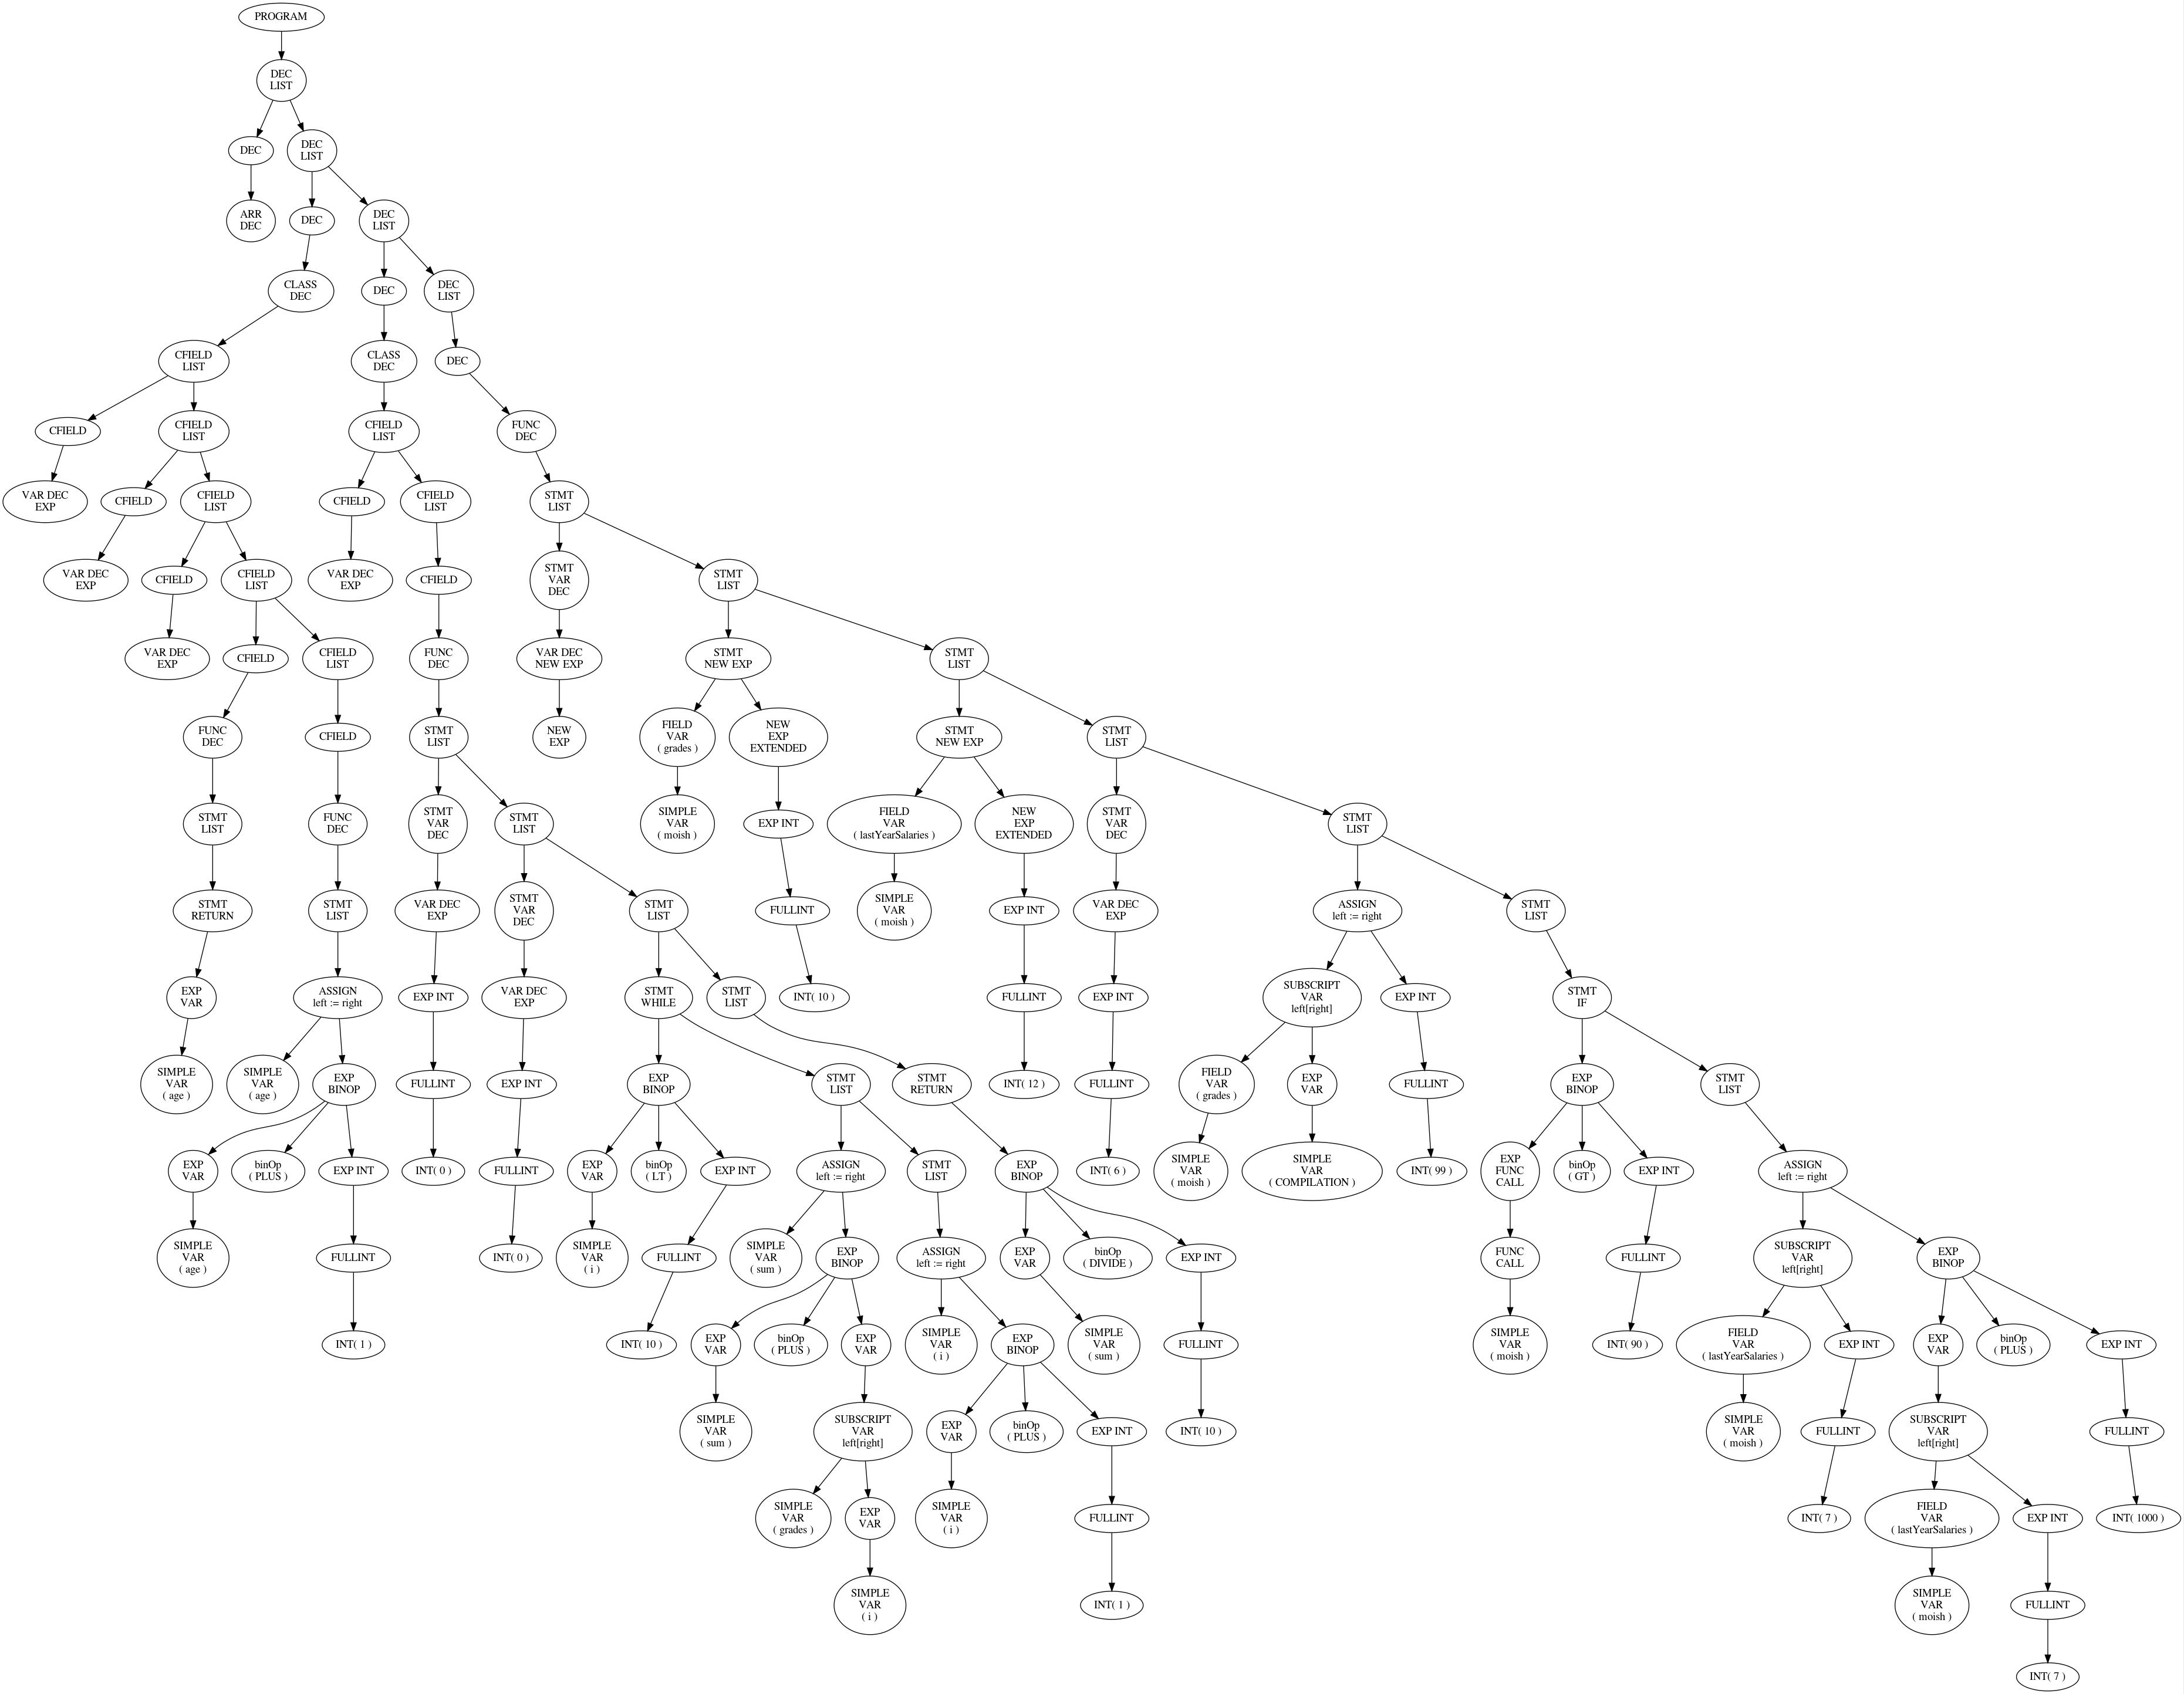 PROGRAM
DEC
LIST
DEC
DEC
LIST
ARR
DEC
DEC
DEC
LIST
CLASS
DEC
DEC
DEC
LIST
CFIELD
LIST
CLASS
DEC
DEC
CFIELD
CFIELD
LIST
CFIELD
LIST
FUNC
DEC
VAR DEC
EXP
CFIELD
CFIELD
LIST
CFIELD
CFIELD
LIST
STMT
LIST
VAR DEC
EXP
CFIELD
CFIELD
LIST
VAR DEC
EXP
CFIELD
STMT
VAR
DEC
STMT
LIST
VAR DEC
EXP
CFIELD
CFIELD
LIST
FUNC
DEC
VAR DEC
NEW EXP
STMT
NEW EXP
STMT
LIST
FUNC
DEC
CFIELD
STMT
LIST
NEW
EXP
FIELD
VAR
( grades )
NEW
EXP
EXTENDED
STMT
NEW EXP
STMT
LIST
STMT
LIST
FUNC
DEC
STMT
VAR
DEC
STMT
LIST
SIMPLE
VAR
( moish )
EXP INT
FIELD
VAR
( lastYearSalaries )
NEW
EXP
EXTENDED
STMT
VAR
DEC
STMT
LIST
STMT
RETURN
STMT
LIST
VAR DEC
EXP
STMT
VAR
DEC
STMT
LIST
FULLINT
SIMPLE
VAR
( moish )
EXP INT
VAR DEC
EXP
ASSIGN
left := right
STMT
LIST
EXP
VAR
ASSIGN
left := right
EXP INT
VAR DEC
EXP
STMT
WHILE
STMT
LIST
INT( 10 )
FULLINT
EXP INT
SUBSCRIPT
VAR
left[right]
EXP INT
STMT
IF
SIMPLE
VAR
( age )
SIMPLE
VAR
( age )
EXP
BINOP
FULLINT
EXP INT
EXP
BINOP
STMT
LIST
STMT
RETURN
INT( 12 )
FULLINT
FIELD
VAR
( grades )
EXP
VAR
FULLINT
EXP
BINOP
STMT
LIST
EXP
VAR
binOp
( PLUS )
EXP INT
INT( 0 )
FULLINT
EXP
VAR
binOp
( LT )
EXP INT
ASSIGN
left := right
STMT
LIST
EXP
BINOP
INT( 6 )
SIMPLE
VAR
( moish )
SIMPLE
VAR
( COMPILATION )
INT( 99 )
EXP
FUNC
CALL
binOp
( GT )
EXP INT
ASSIGN
left := right
SIMPLE
VAR
( age )
FULLINT
INT( 0 )
SIMPLE
VAR
( i )
FULLINT
SIMPLE
VAR
( sum )
EXP
BINOP
ASSIGN
left := right
EXP
VAR
binOp
( DIVIDE )
EXP INT
FUNC
CALL
FULLINT
SUBSCRIPT
VAR
left[right]
EXP
BINOP
INT( 1 )
INT( 10 )
EXP
VAR
binOp
( PLUS )
EXP
VAR
SIMPLE
VAR
( i )
EXP
BINOP
SIMPLE
VAR
( sum )
FULLINT
SIMPLE
VAR
( moish )
INT( 90 )
FIELD
VAR
( lastYearSalaries )
EXP INT
EXP
VAR
binOp
( PLUS )
EXP INT
SIMPLE
VAR
( sum )
SUBSCRIPT
VAR
left[right]
EXP
VAR
binOp
( PLUS )
EXP INT
INT( 10 )
SIMPLE
VAR
( moish )
FULLINT
SUBSCRIPT
VAR
left[right]
FULLINT
SIMPLE
VAR
( grades )
EXP
VAR
SIMPLE
VAR
( i )
FULLINT
INT( 7 )
FIELD
VAR
( lastYearSalaries )
EXP INT
INT( 1000 )
SIMPLE
VAR
( i )
INT( 1 )
SIMPLE
VAR
( moish )
FULLINT
INT( 7 )